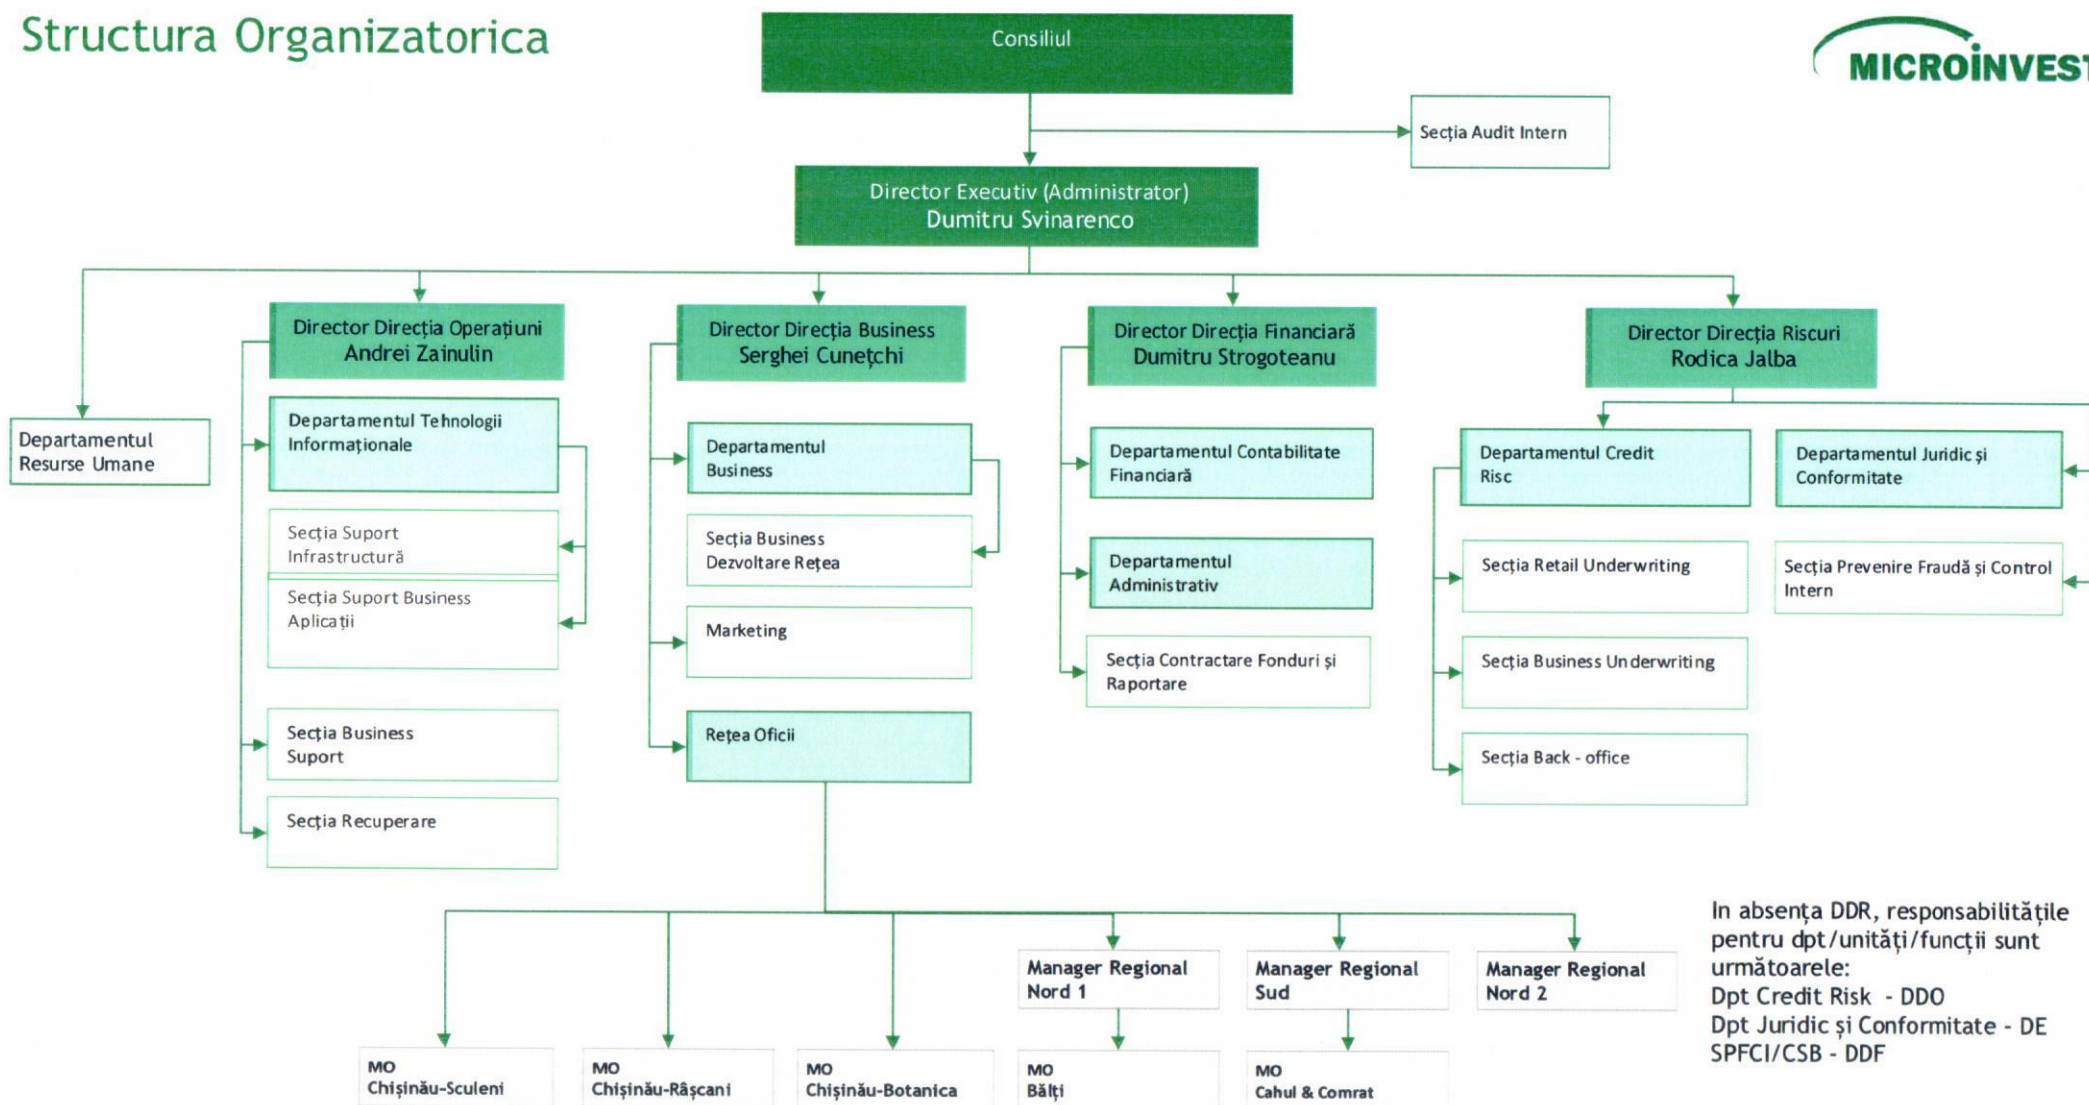 Structura Organizatorica
Consiliul
MICROiNVEST
Secția Audit Intern
Director Executiv (Administrator)
Dumitru Svinarenco
Director Direcția Operațiuni
Andrei Zainulin
Director Direcția Business
Serghei Cunețchi
Director Direcția Financiară
Dumitru Strogoteanu
Director Direcția Riscuri
Rodica Jalba
Departamentul
Resurse Umane
Departamentul Tehnologii
Informaționale
Secția Suport
Infrastructură
Secția Suport Business
Aplicații
Secția Business
Suport
Secția Recuperare
Departamentul
Business
Secția Business
Dezvoltare Rețea
Marketing
Rețea Oficii
Departamentul Contabilitate
Financiară
Departamentul
Administrativ
Secția Contractare Fonduri și
Raportare
Departamentul Credit
Risc
Secția Retail Underwriting
Secția Business Underwriting
Secția Back - office
Departamentul Juridic și
Conformitate
Secția Prevenire Fraudă și Control
Intern
Manager Regional
Nord 1
Manager Regional
Sud
Manager Regional
Nord 2
MO
Chișinău-Sculeni
MO
Chișinău-Râșcani
MO
Chișinău-Botanica
MO
Bălți
MO
Cahul & Comrat
In absența DDR, responsabilitățile
pentru dpt/unități/funcții sunt
următoarele:
Dpt Credit Risk - DDO
Dpt Juridic și Conformitate - DE
SPFCI/CSB - DDF